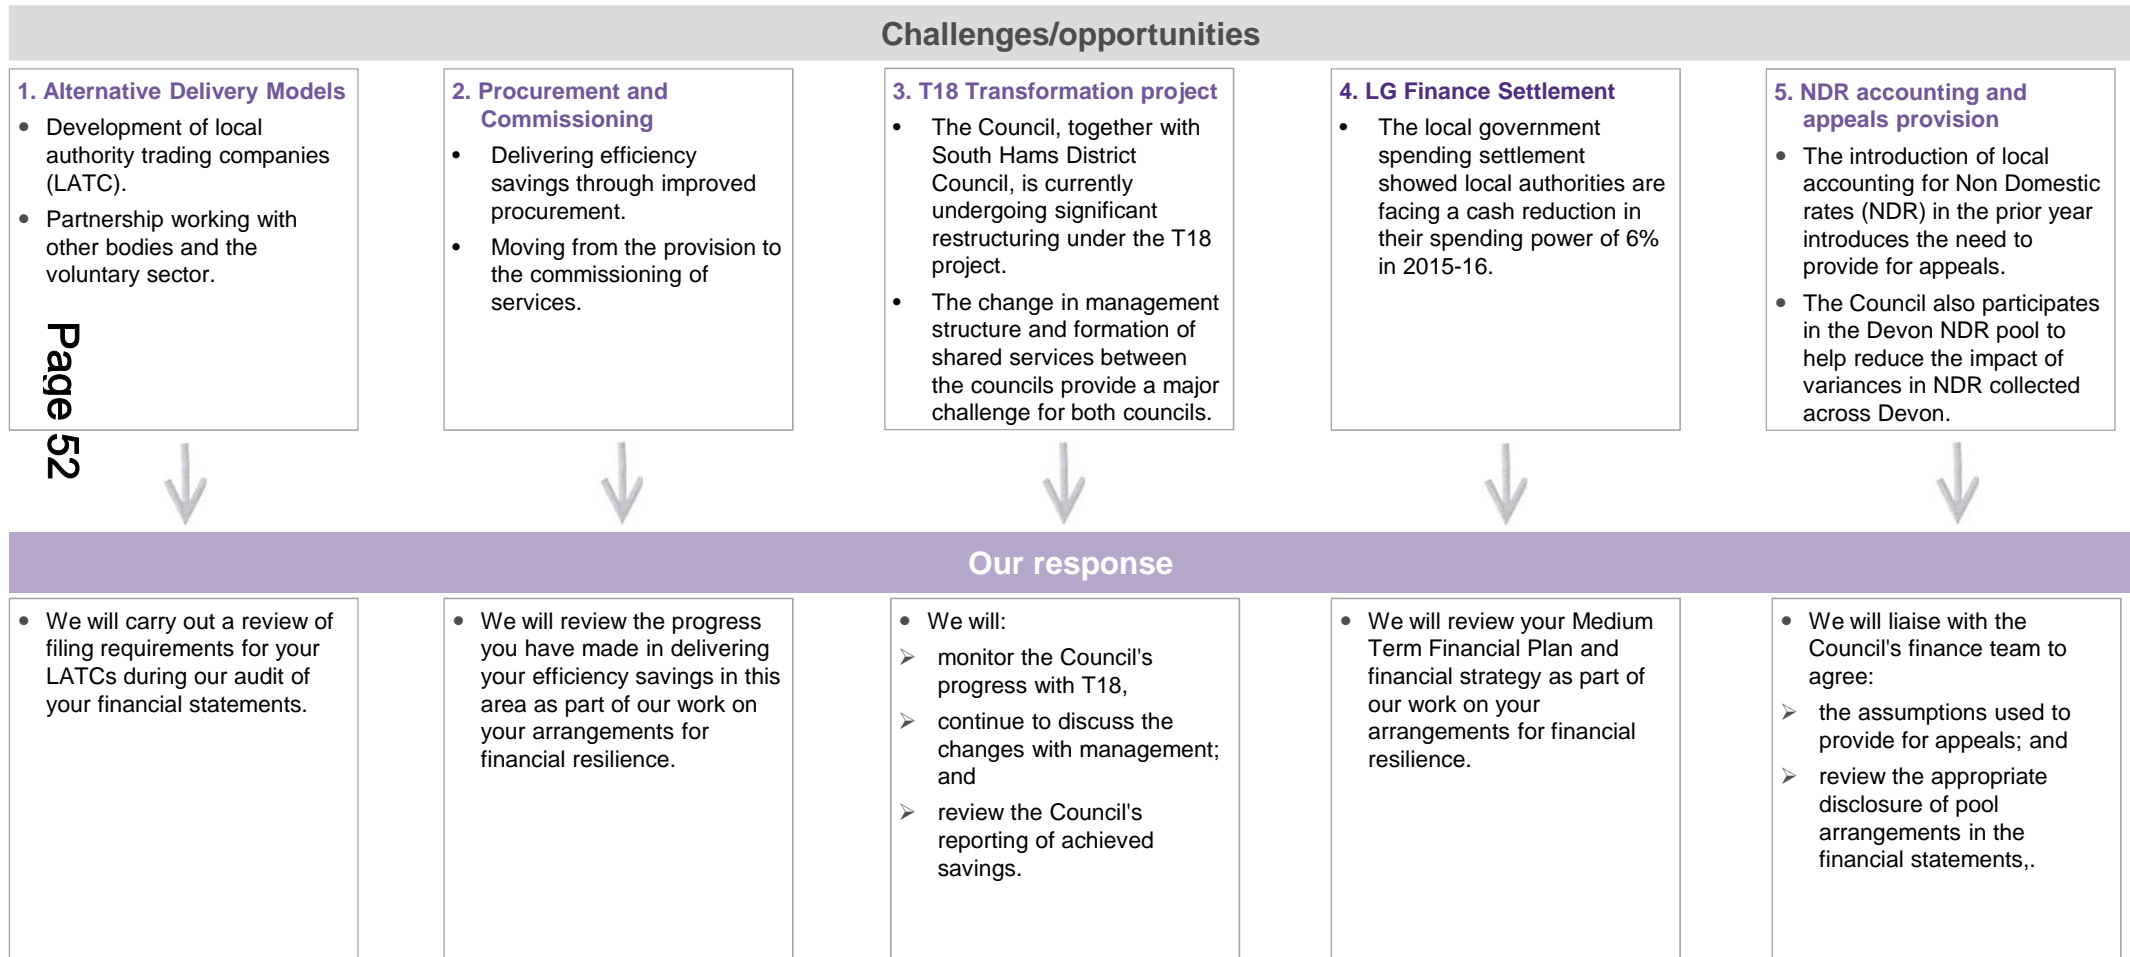 Challenges/opportunities
1. Alternative Delivery Models
• Development of local
authority trading companies
(LATC).
• Partnership working with
other bodies and the
voluntary sector.
2. Procurement and
Commissioning
• Delivering efficiency
savings through improved
procurement.
• Moving from the provision to
the commissioning of
services.
3. T18 Transformation project
• The Council, together with
South Hams District
Council, is currently
undergoing significant
restructuring under the T18
project.
• The change in management
structure and formation of
shared services between
the councils provide a major
challenge for both councils.
4. LG Finance Settlement
• The local government
spending settlement
showed local authorities are
facing a cash reduction in
their spending power of 6%
in 2015-16.
5. NDR accounting and
appeals provision
• The introduction of local
accounting for Non Domestic
rates (NDR) in the prior year
introduces the need to
provide for appeals.
• The Council also participates
in the Devon NDR pool to
help reduce the impact of
variances in NDR collected
across Devon.
Page 52
Our response
• We will carry out a review of
filing requirements for your
LATCs during our audit of
your financial statements.
• We will review the progress
you have made in delivering
your efficiency savings in this
area as part of our work on
your arrangements for
financial resilience.
• We will:
➢ monitor the Council's
progress with T18,
➢ continue to discuss the
changes with management;
and
➢ review the Council's
reporting of achieved
savings.
• We will review your Medium
Term Financial Plan and
financial strategy as part of
our work on your
arrangements for financial
resilience.
• We will liaise with the
Council's finance team to
agree:
➢ the assumptions used to
provide for appeals; and
➢ review the appropriate
disclosure of pool
arrangements in the
financial statements,.